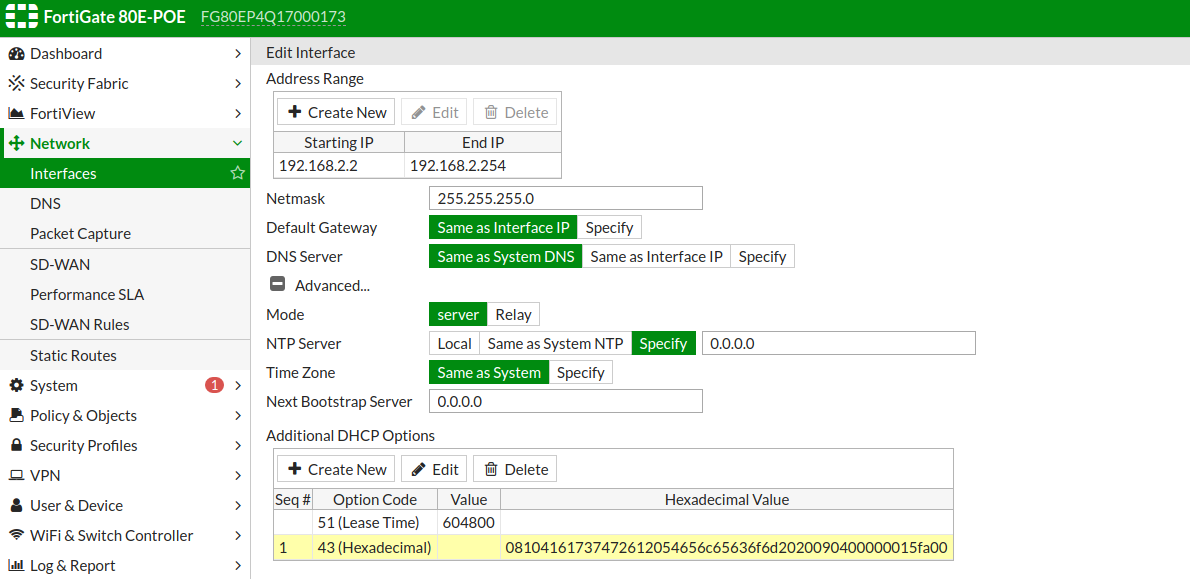 FortiGate 80E-POE FG80EP4Q17000173
Dashboard
Security Fabric
FortiView
Network
Interfaces
DNS
Packet Capture
SD-WAN
Performance SLA
SD-WAN Rules
Static Routes
System 1
Policy & Objects
Security Profiles
VPN
User & Device
WiFi & Switch Controller
Log & Report
Edit Interface
Address Range
Create New Edit Delete
Starting IP End IP
192.168.2.2 192.168.2.254
Netmask 255.255.255.0
Default Gateway Same as Interface IP Specify
DNS Server Same as System DNS Same as Interface IP Specify
Advanced...
Mode server Relay
NTP Server Local Same as System NTP Specify 0.0.0.0
Time Zone Same as System Specify
Next Bootstrap Server 0.0.0.0
Additional DHCP Options
Create New Edit Delete
Seq # Option Code Value Hexadecimal Value
51 (Lease Time) 604800
1 43 (Hexadecimal) 08104161737472612054656c65636f6d2020090400000015fa00